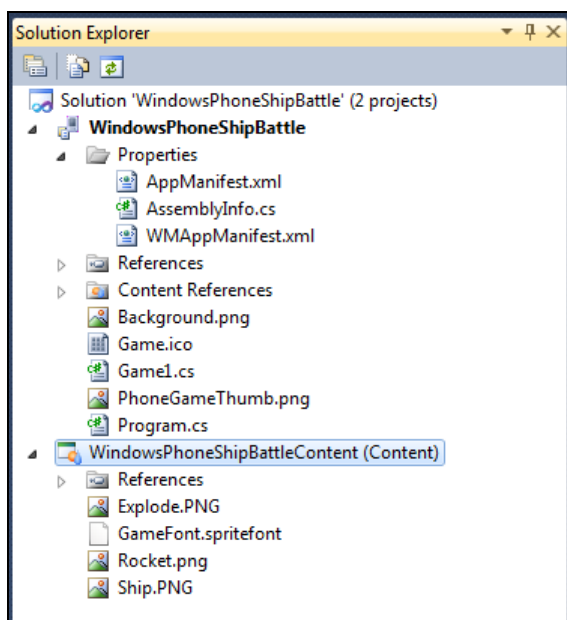 Solution Explorer
Solution 'WindowsPhoneShipBattle' (2 projects)
WindowsPhoneShipBattle
Properties
AppManifest.xml
AssemblyInfo.cs
WMAppManifest.xml
References
Content References
Background.png
Game.ico
Game1.cs
PhoneGameThumb.png
Program.cs
WindowsPhoneShipBattleContent (Content)
References
Explode.PNG
GameFont.spritefont
Rocket.png
Ship.PNG